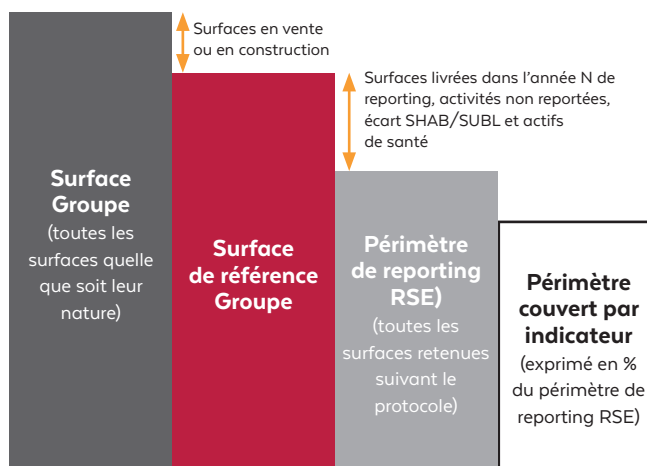 Surfaces en vente
ou en construction
Surfaces livrées dans l'année N de
reporting, activités non reportées,
écart SHAB/SUBL et actifs
de santé
Surface
Groupe
(toutes les
surfaces quelle
que soit leur
nature)
Surface
de référence
Groupe
Périmètre
de reporting
RSE)
(toutes les
surfaces retenues
suivant le
protocole)
Périmètre
couvert par
indicateur
(exprimé en %
du périmètre de
reporting RSE)